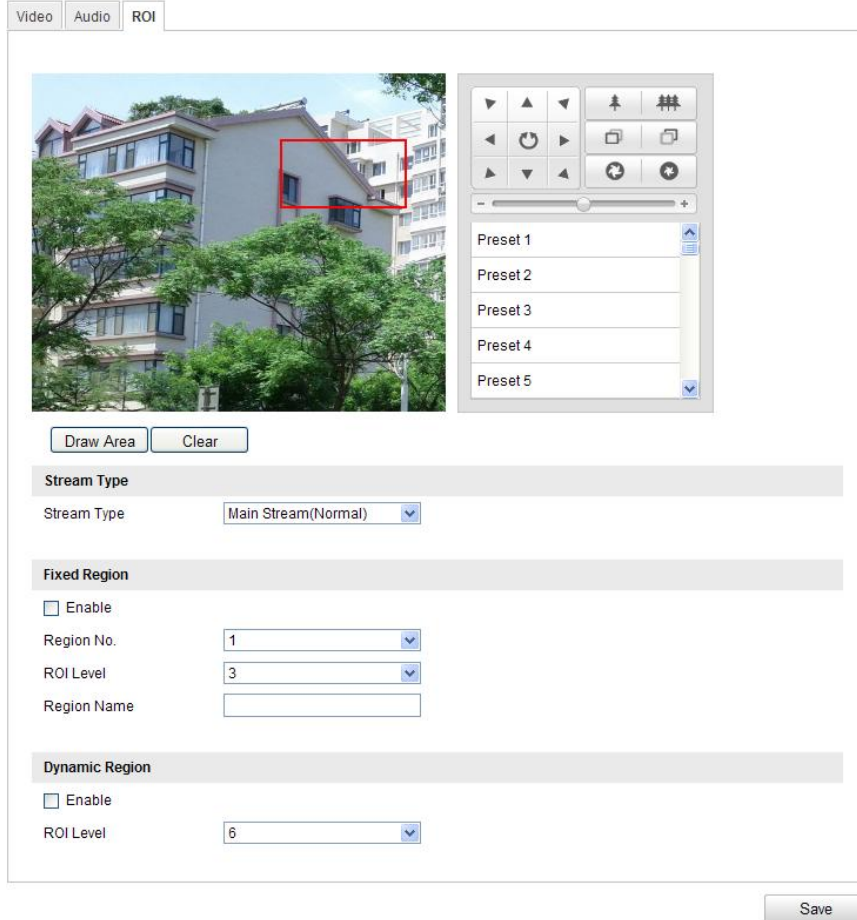 Video Audio ROI
Preset 1
Preset 2
Preset 3
Preset 4
Preset 5
Draw Area Clear
Stream Type
Stream Type Main Stream(Normal)
Fixed Region
Enable
Region No. 1
ROI Level 3
Region Name
Dynamic Region
Enable
ROI Level 6
Save